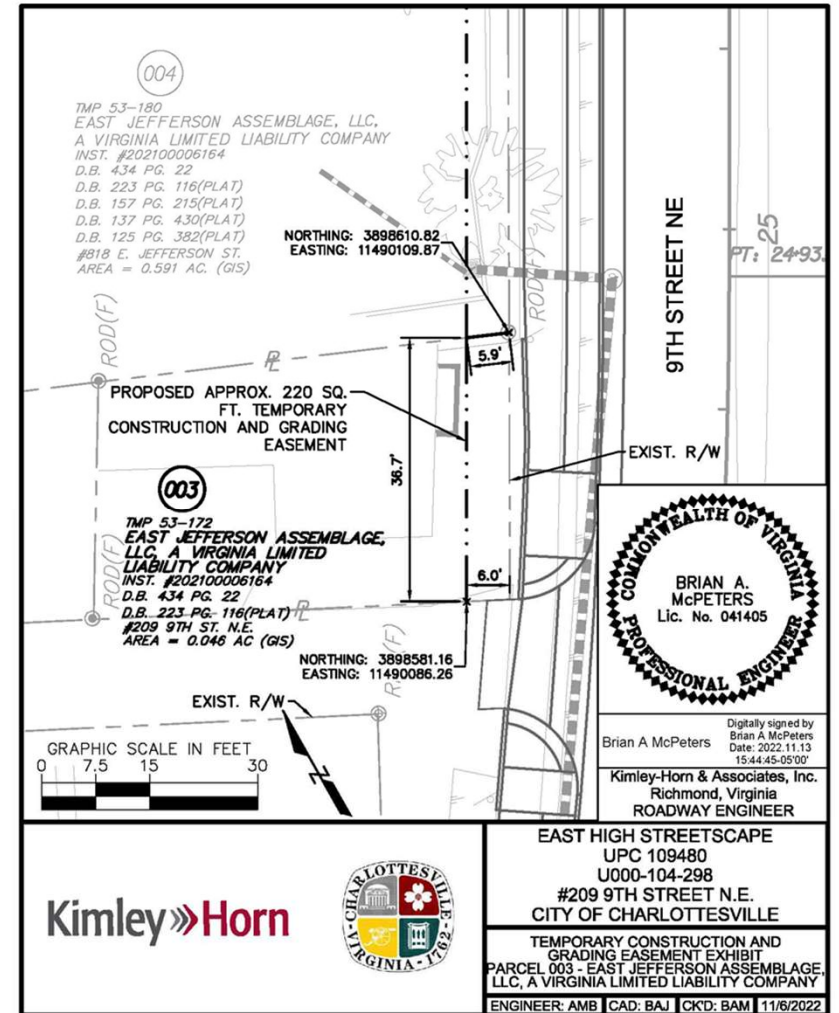 004
TMP 53-180
EAST JEFFERSON ASSEMBLAGE, LLC,
A VIRGINIA LIMITED LIABILITY COMPANY
INST. #202100006164
D.B. 434 PG. 22
D.B. 223 PG. 116(PLAT)
D.B. 157 PG. 215(PLAT)
D.B. 137 PG. 430(PLAT)
D.B. 125 PG. 382(PLAT)
#818 E. JEFFERSON ST.
AREA = 0.591 AC. (GIS)
NORTHING: 3898610.82
EASTING: 11490109.87
ROD(F)
ROD(F)
9TH STREET NE
25
PT: 24+93.
PL
5.9'
PROPOSED APPROX. 220 SQ.
FT. TEMPORARY
CONSTRUCTION AND GRADING
EASEMENT
36.7'
EXIST. R/W
003
TMP 53-172
EAST JEFFERSON ASSEMBLAGE,
LLC, A VIRGINIA LIMITED
LIABILITY COMPANY
INST. #202100006164
D.B. 434 PG. 22
D.B. 223 PG. 116(PLAT)
#209 9TH ST. N.E.
AREA = 0.046 AC (GIS)
ROD(F)
PL
6.0'
NORTHING: 3898581.16
EASTING: 11490086.26
EXIST. R/W
GRAPHIC SCALE IN FEET
0 7.5 15 30
COMMONWEALTH OF VIRGINIA
BRIAN A.
McPETERS
Lic. No. 041405
PROFESSIONAL ENGINEER
Brian A McPeters
Digitally signed by
Brian A McPeters
Date: 2022.11.13
15:44:45-05'00'
Kimley-Horn & Associates, Inc.
Richmond, Virginia
ROADWAY ENGINEER
Kimley»Horn
CHARLOTTESVILLE
VIRGINIA - 1762
EAST HIGH STREETSCAPE
UPC 109480
U000-104-298
#209 9TH STREET N.E.
CITY OF CHARLOTTESVILLE
TEMPORARY CONSTRUCTION AND
GRADING EASEMENT EXHIBIT
PARCEL 003 - EAST JEFFERSON ASSEMBLAGE,
LLC, A VIRGINIA LIMITED LIABILITY COMPANY
ENGINEER: AMB CAD: BAJ CK'D: BAM 11/6/2022